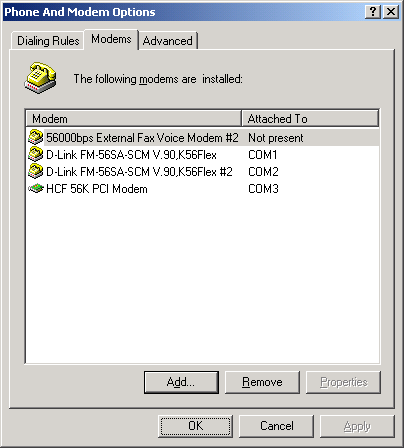 Phone And Modem Options
Dialing Rules Modems Advanced
The following modems are installed:
Modem Attached To
56000bps External Fax Voice Modem #2 Not present
D-Link FM-56SA-SCM V.90,K56Flex COM1
D-Link FM-56SA-SCM V.90,K56Flex #2 COM2
HCF 56K PCI Modem COM3
Add... Remove Properties
OK Cancel Apply